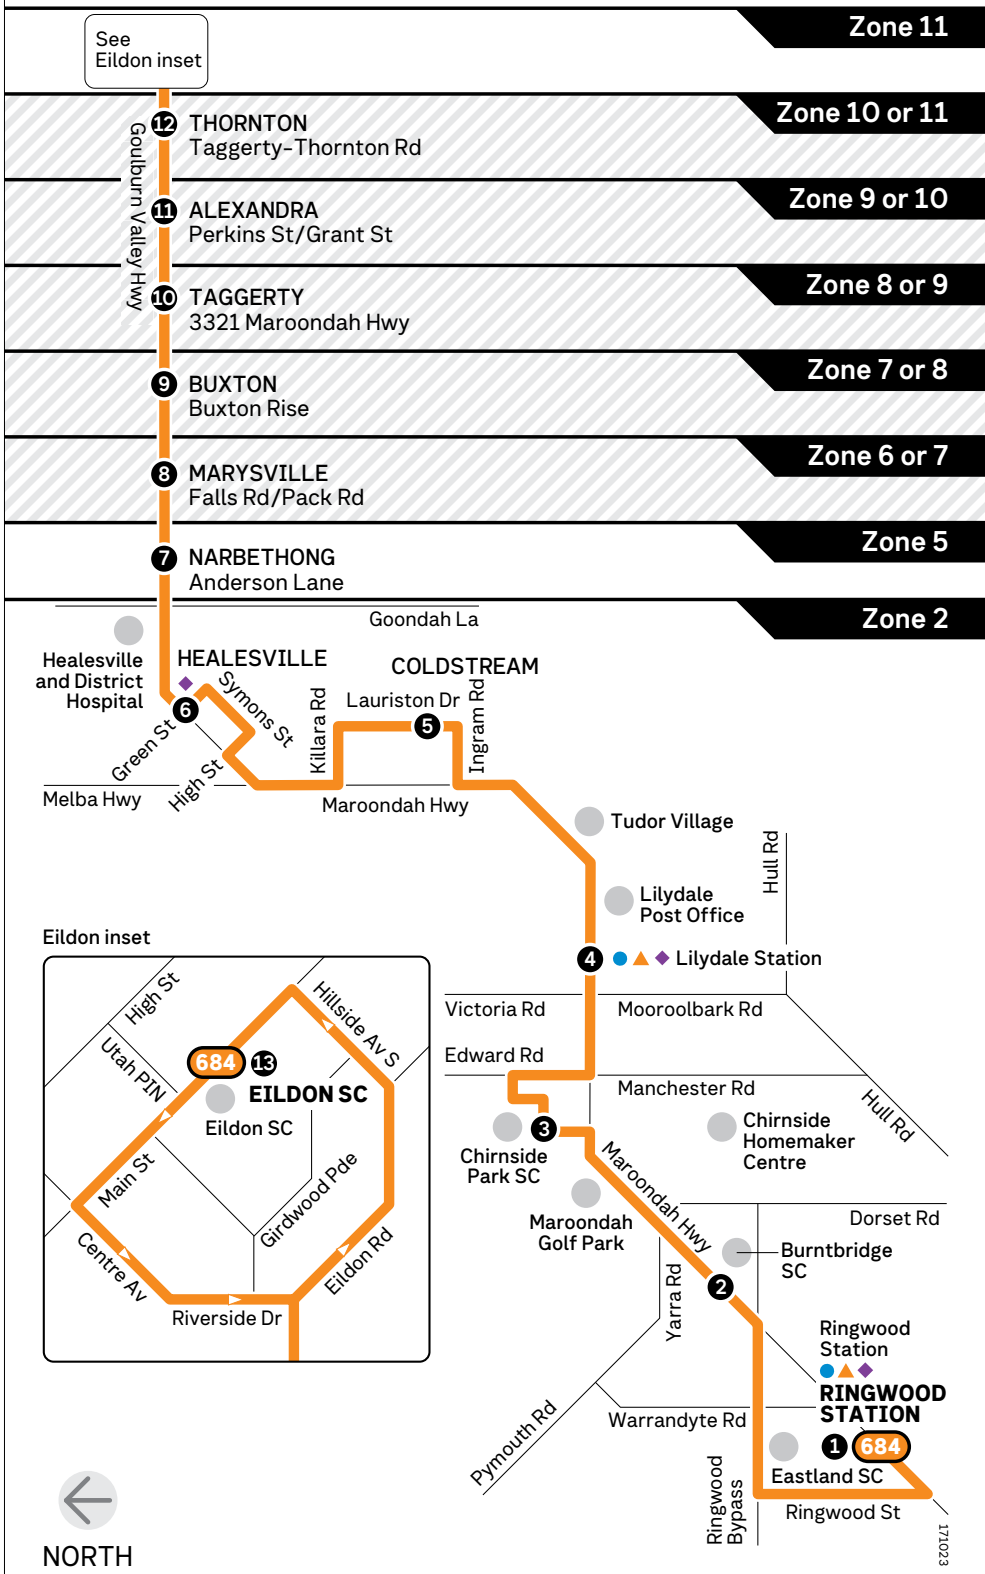 Zone 11
See
Eildon inset
Zone 10 or 11
12 THORNTON
Taggerty-Thornton Rd
Goulburn Valley Hwy
Zone 9 or 10
11 ALEXANDRA
Perkins St/Grant St
Zone 8 or 9
10 TAGGERTY
3321 Maroondah Hwy
Zone 7 or 8
9 BUXTON
Buxton Rise
Zone 6 or 7
8 MARYSVILLE
Falls Rd/Pack Rd
Zone 5
7 NARBETHONG
Anderson Lane
Zone 2
Goondah La
Healesville
and District
Hospital
HEALESVILLE
6
Symons St
Green St
High St
COLDSTREAM
Lauriston Dr
5
Killara Rd
Ingram Rd
Melba Hwy
Maroondah Hwy
Tudor Village
Hull Rd
Lilydale
Post Office
4 Lilydale Station
Victoria Rd
Mooroolbark Rd
Edward Rd
Manchester Rd
Hull Rd
3
Chirnside
Park SC
Chirnside
Homemaker
Centre
Maroondah Hwy
Maroondah
Golf Park
Dorset Rd
Burntbridge
SC
2
Yarra Rd
Ringwood
Station
RINGWOOD
STATION
1 684
Warrandyte Rd
Plymouth Rd
Eastland SC
Ringwood
Bypass
Ringwood St
171023
Eildon inset
High St
Hillside Av S
Utah PIN
684 13
EILDON SC
Eildon SC
Main St
Girdwood Pde
Centre Av
Eildon Rd
Riverside Dr
NORTH